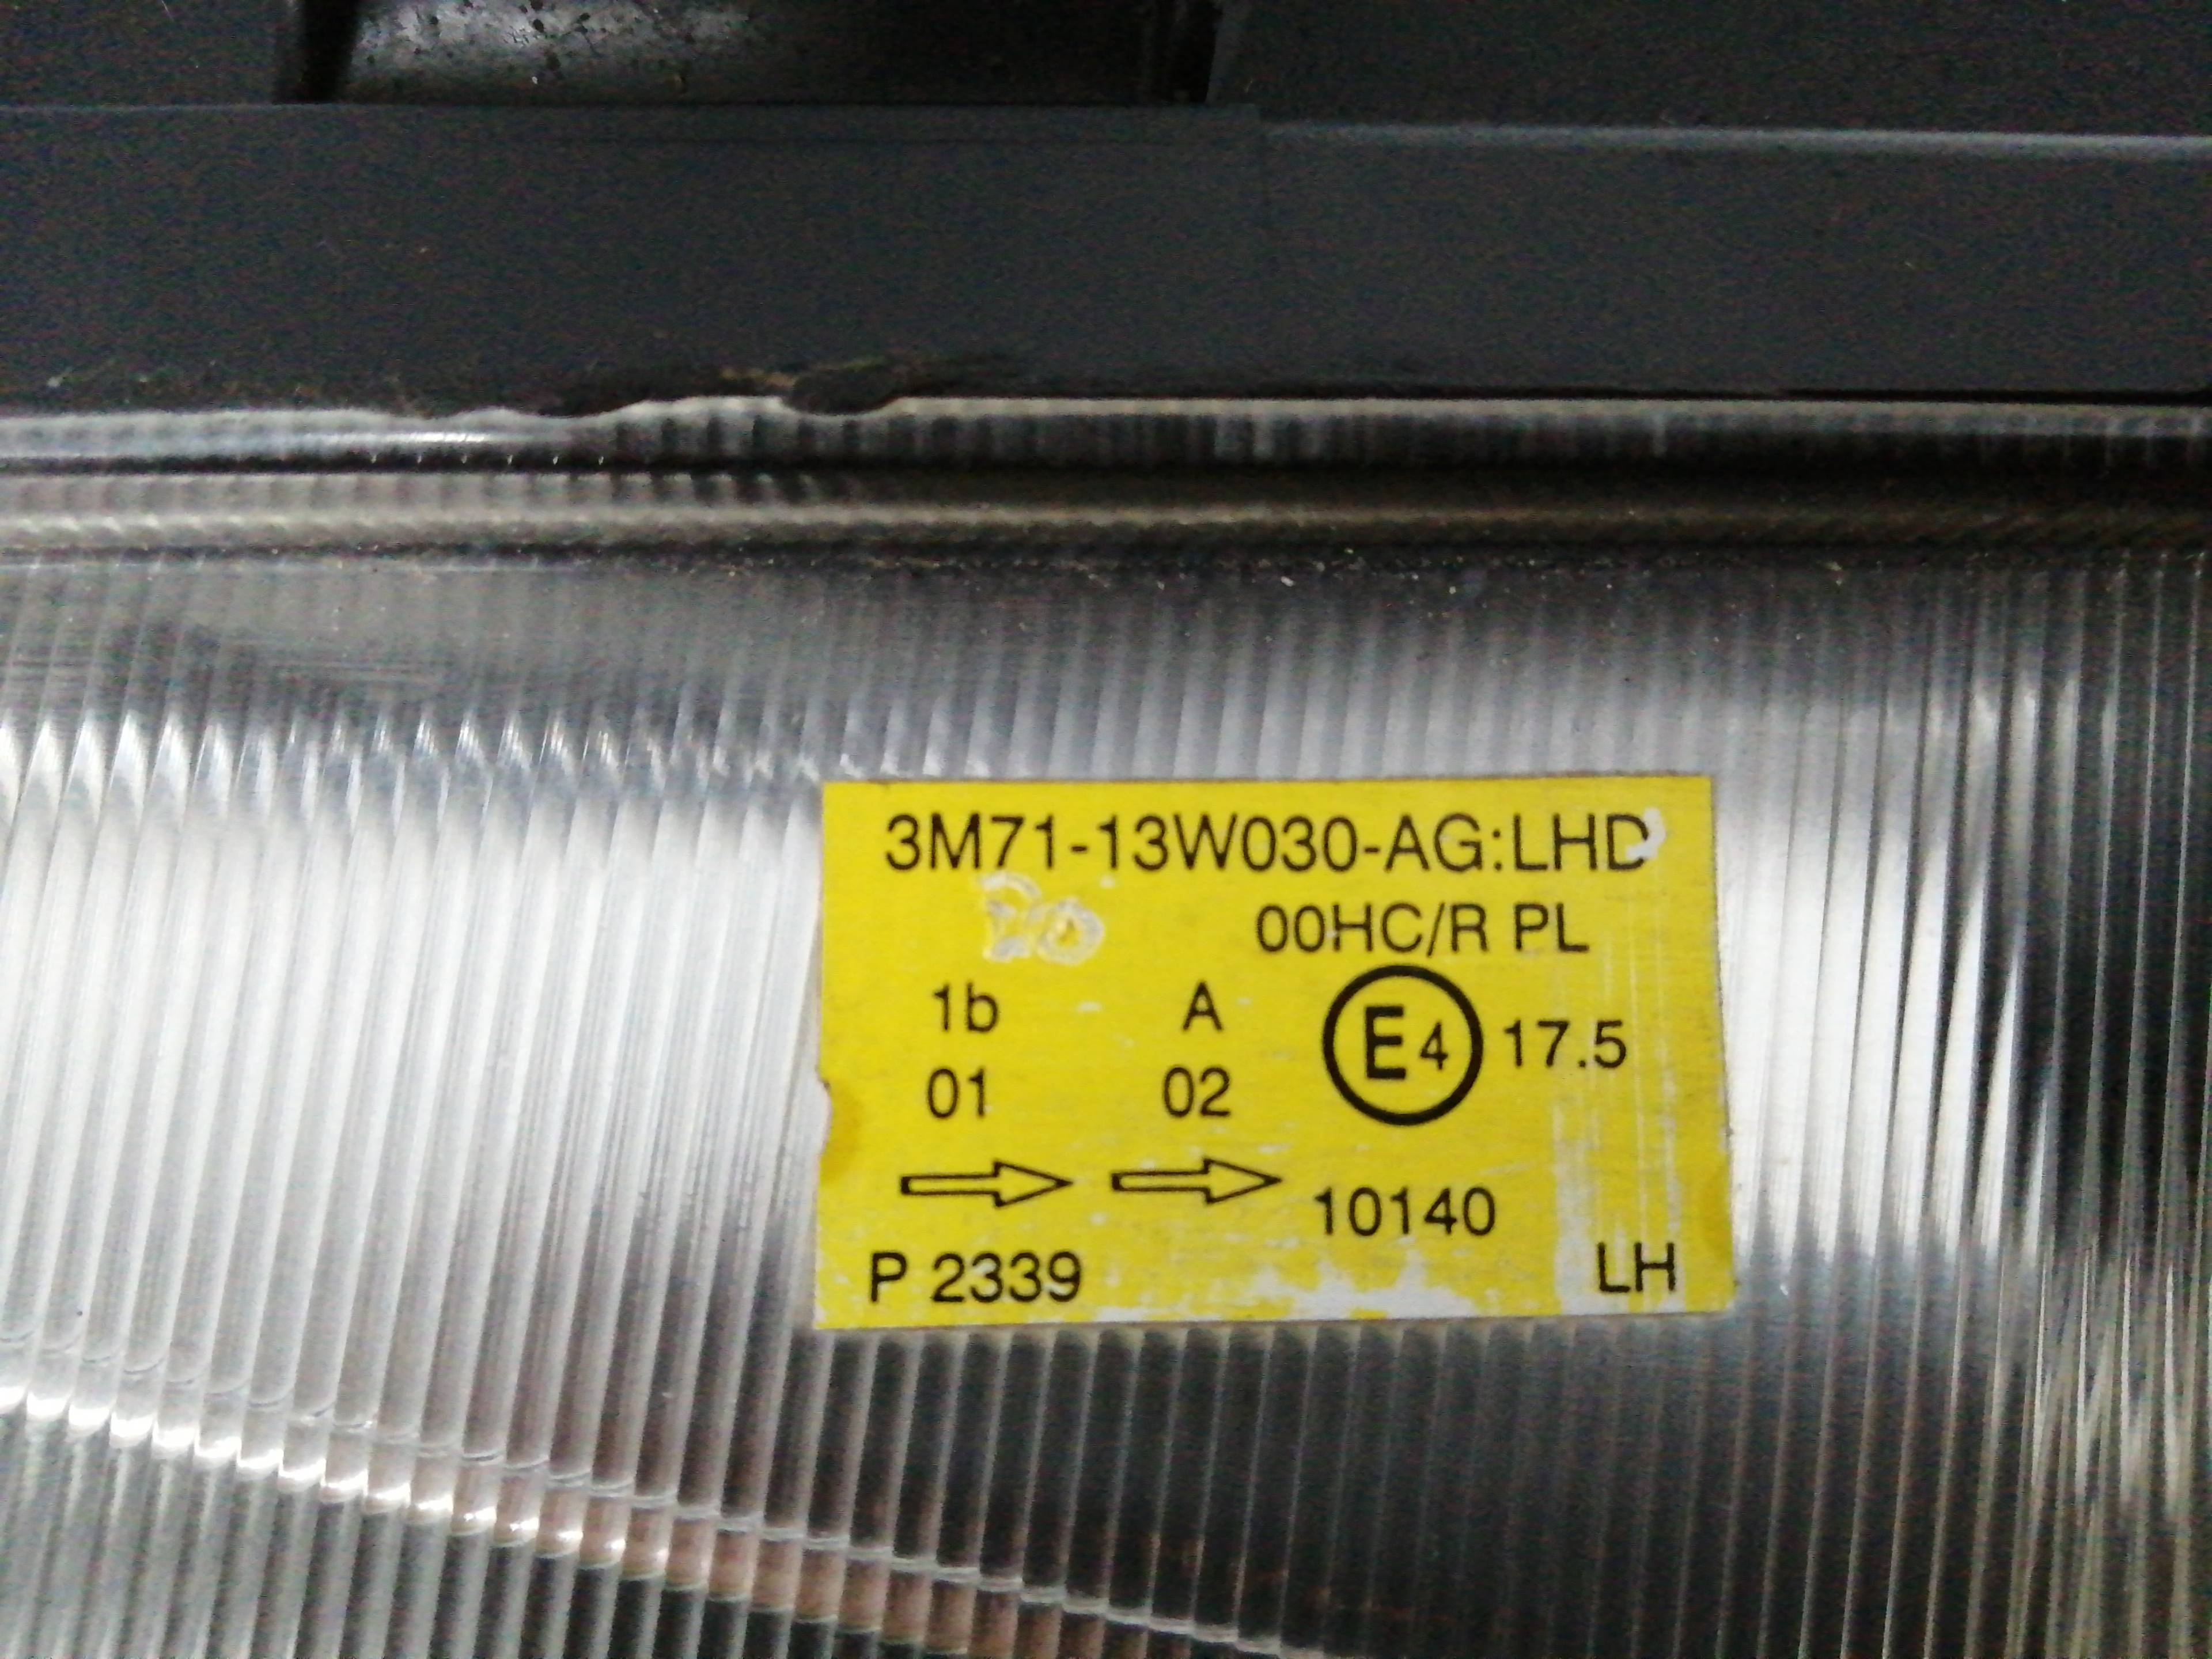 3M71-13W030-AG:LHD
00HC/R PL
1b A E4 17.5
01 02
10140
P 2339 LH